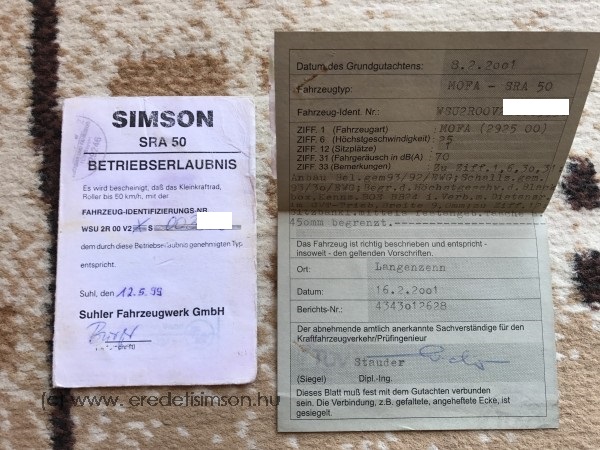 SIMSON
SRA 50
BETRIEBSERLAUBNIS
Es wird bescheinigt, daß das Kleinkraftrad,
Roller bis 50 km/h, mit der
FAHRZEUG-IDENTIFIZIERUNGS-NR.
WSU 2R 00 V2 X S 00
dem durch diese Betriebserlaubnis genehmigten Typ
entspricht.
Suhl, den 12.5.99
Suhler Fahrzeugwerk GmbH
Datum des Grundgutachtens: 8.2.2oo1
Fahrzeugtyp: MOFA - SRA 50
Fahrzeug-Ident. Nr.: WSU2R00V2
ZIFF. 1 (Fahrzeugart) : MOFA (2925 00)
ZIFF. 6 (Höchstgeschwindigkeit) : 25
ZIFF. 12 (Sitzplätze) : 1
ZIFF. 31 (Fahrgeräusch in dB(A) : 70
ZIFF. 33 (Bemerkungen)
45mm begrenzt.
Das Fahrzeug ist richtig beschrieben und entspricht -
insoweit - den geltenden Vorschriften.
Ort: Langenzenn
Datum: 16.2.2oo1
Berichts-Nr.: 4343o12628
Der abnehmende amtlich anerkannte Sachverständige für den
Kraftfahrzeugverkehr/Prüfingenieur
Stauder
(Siegel) Dipl.-Ing.
Dieses Blatt muß fest mit dem Gutachten verbunden
sein. Die Verbindung, z.B. gefaltete, angeheftete Ecke, ist
gesiegelt.
(c) www.eredetisimson.hu